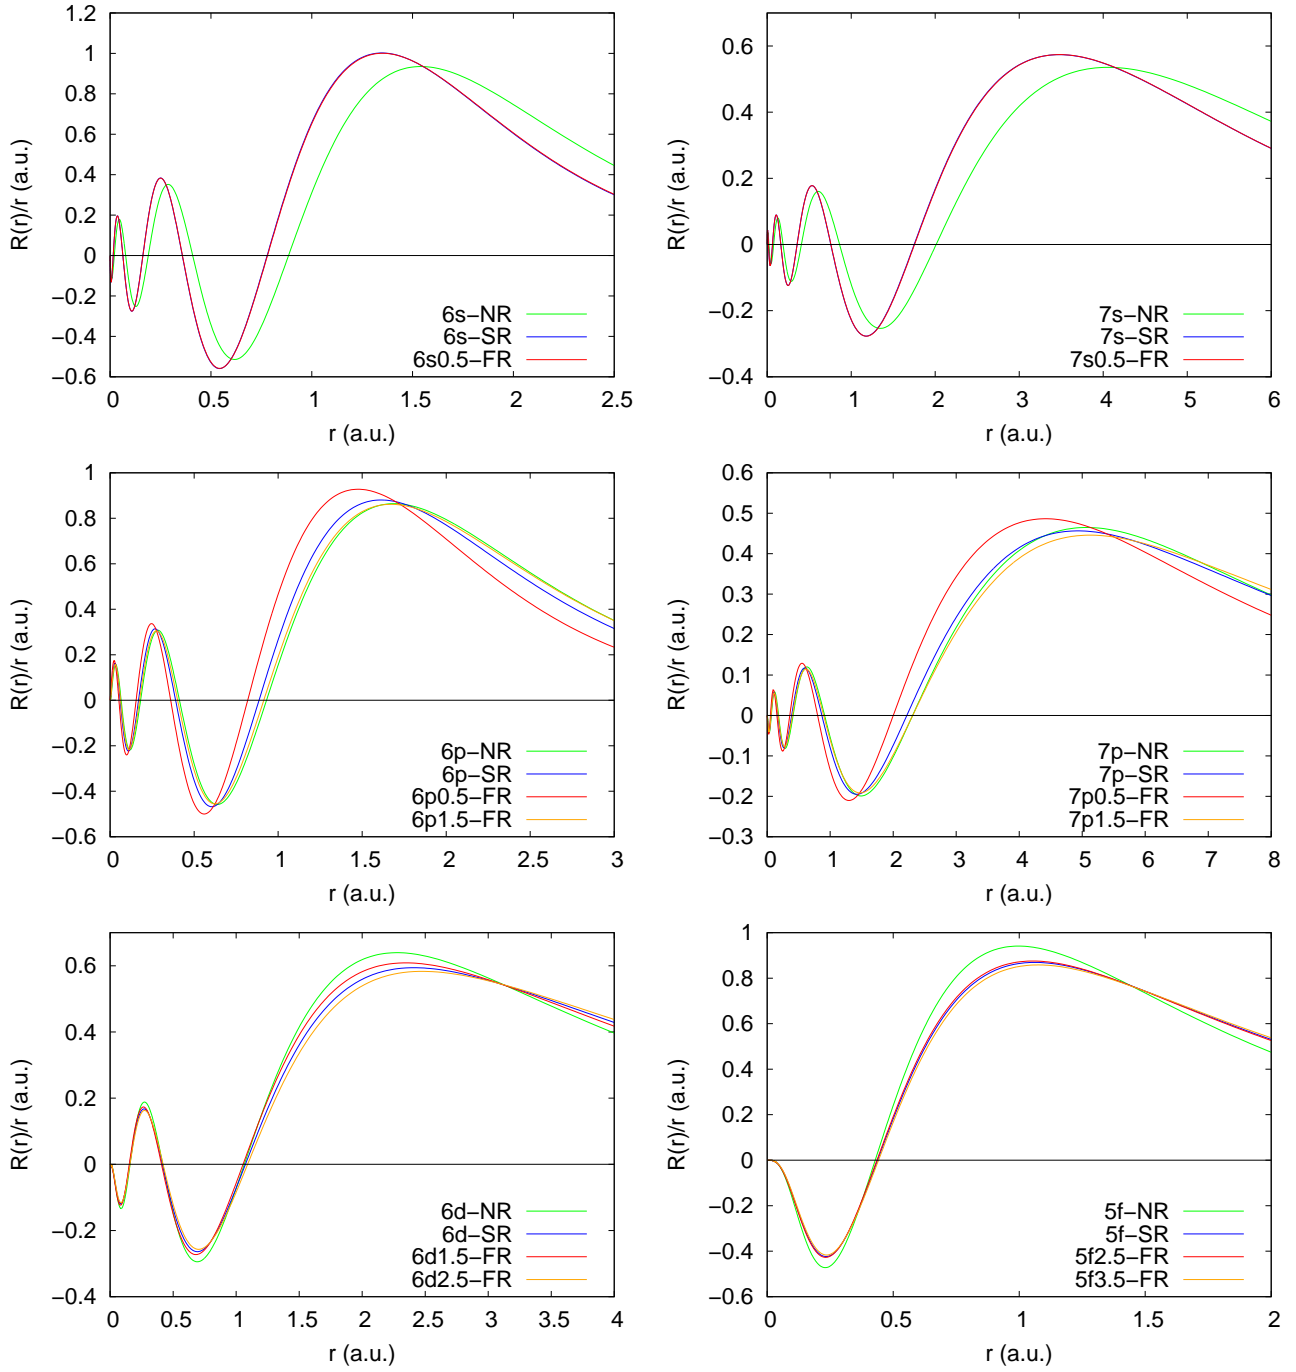 1.2
1
0.8
0.6
0.4
0.2
0
−0.2
−0.4
−0.6
0
0.5
1
1.5
2
2.5
R(r)/r (a.u.)
r (a.u.)
6s−NR
6s−SR
6s0.5−FR
0.6
0.4
0.2
0
−0.2
−0.4
0
1
2
3
4
5
6
R(r)/r (a.u.)
r (a.u.)
7s−NR
7s−SR
7s0.5−FR
1
0.8
0.6
0.4
0.2
0
−0.2
−0.4
−0.6
0
0.5
1
1.5
2
2.5
3
R(r)/r (a.u.)
r (a.u.)
6p−NR
6p−SR
6p0.5−FR
6p1.5−FR
0.6
0.5
0.4
0.3
0.2
0.1
0
−0.1
−0.2
−0.3
0
1
2
3
4
5
6
7
8
R(r)/r (a.u.)
r (a.u.)
7p−NR
7p−SR
7p0.5−FR
7p1.5−FR
0.6
0.4
0.2
0
−0.2
−0.4
0
0.5
1
1.5
2
2.5
3
3.5
4
R(r)/r (a.u.)
r (a.u.)
6d−NR
6d−SR
6d1.5−FR
6d2.5−FR
1
0.8
0.6
0.4
0.2
0
−0.2
−0.4
−0.6
0
0.5
1
1.5
2
R(r)/r (a.u.)
r (a.u.)
5f−NR
5f−SR
5f2.5−FR
5f3.5−FR